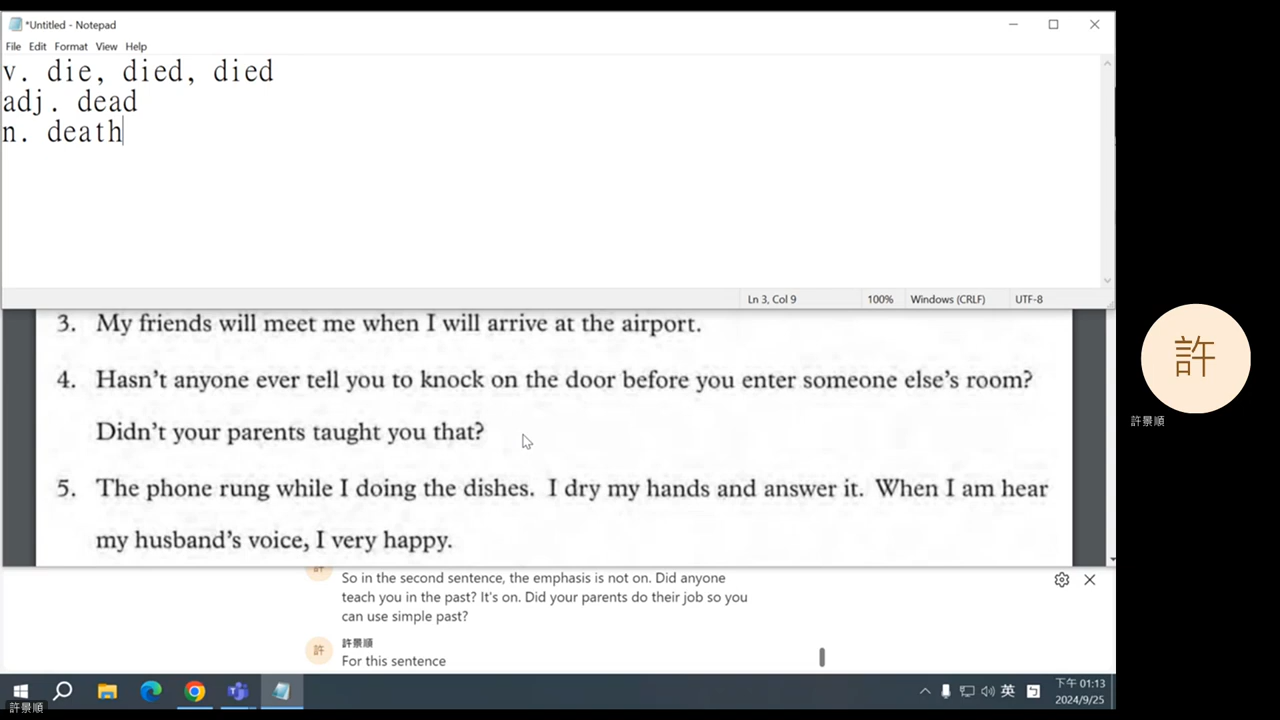 *Untitled - Notepad
File Edit Format View Help
v. die, died, died
adj. dead
n. death
Ln 3, Col 9 100% Windows (CRLF) UTF-8
3. My friends will meet me when I will arrive at the airport.
4. Hasn't anyone ever tell you to knock on the door before you enter someone else's room?
Didn't your parents taught you that?
5. The phone rung while I doing the dishes. I dry my hands and answer it. When I am hear
my husband's voice, I very happy.
許
So in the second sentence, the emphasis is not on. Did anyone
teach you in the past? It's on. Did your parents do their job so you
can use simple past?
許
許景順
For this sentence
許
許景順
英
下午 01:13
2024/9/25
許景順